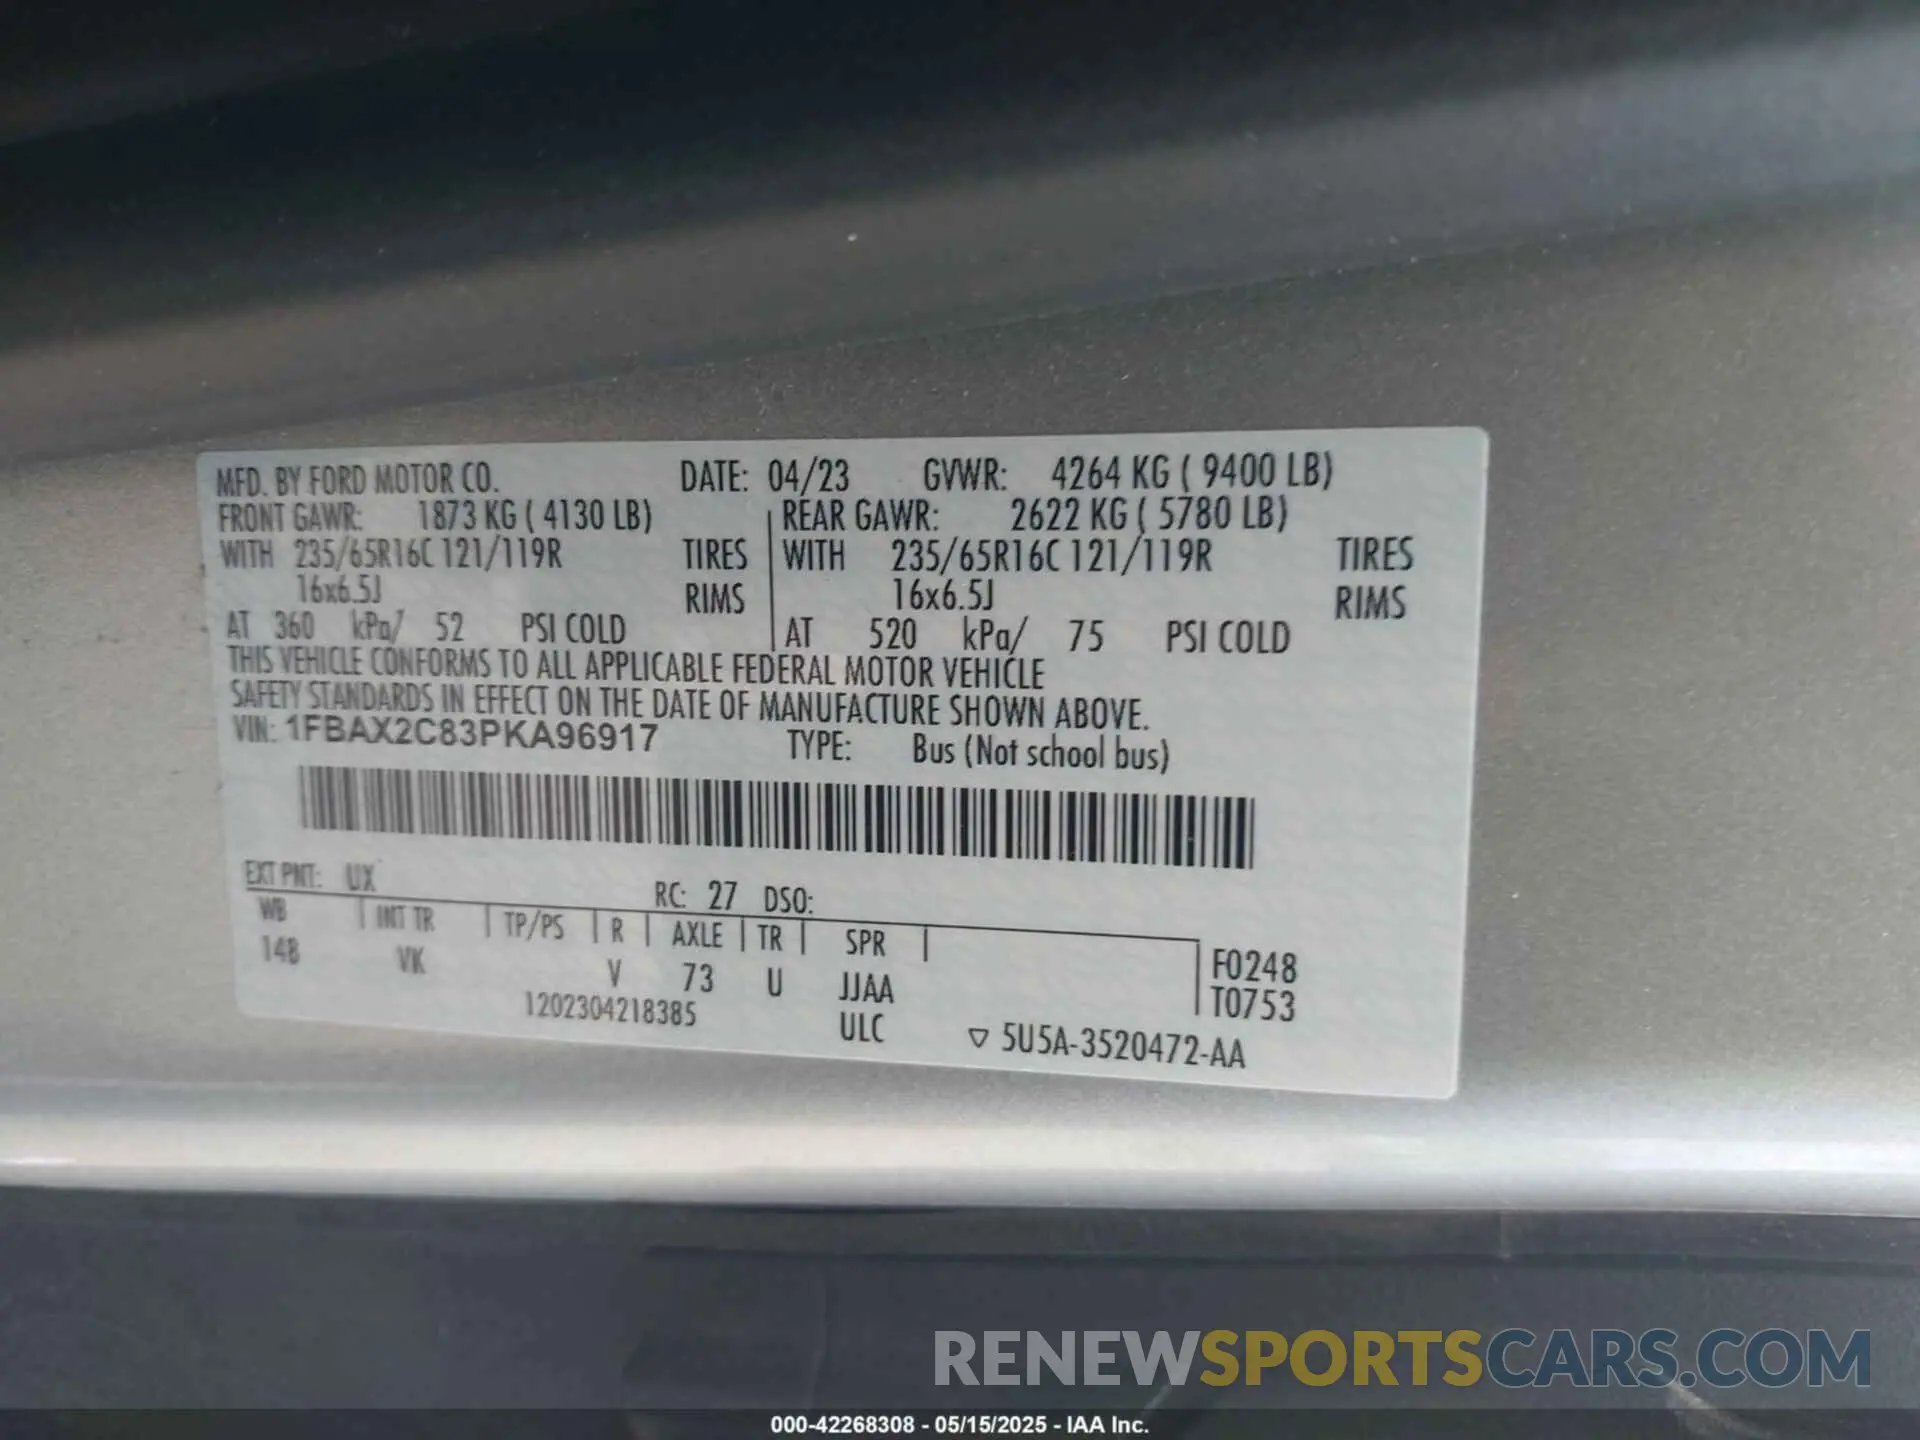 MFD. BY FORD MOTOR CO. DATE: 04/23 GVWR: 4264 KG ( 9400 LB)
FRONT GAWR: 1873 KG ( 4130 LB) REAR GAWR: 2622 KG ( 5780 LB)
WITH 235/65R16C 121/119R TIRES WITH 235/65R16C 121/119R TIRES
16x6.5J RIMS 16x6.5J RIMS
AT 360 kPa/ 52 PSI COLD AT 520 kPa/ 75 PSI COLD
THIS VEHICLE CONFORMS TO ALL APPLICABLE FEDERAL MOTOR VEHICLE
SAFETY STANDARDS IN EFFECT ON THE DATE OF MANUFACTURE SHOWN ABOVE.
VIN: 1FBAX2C83PKA96917 TYPE: Bus (Not school bus)
EXT PNT: UX RC: 27 DSO:
WB INT TR TP/PS R AXLE TR SPR F0248
148 VK V 73 U JJAA T0753
1202304218385 ULC 5U5A-3520472-AA
RENEWSPORTSCARS.COM
000-42268308 - 05/15/2025 - IAA Inc.